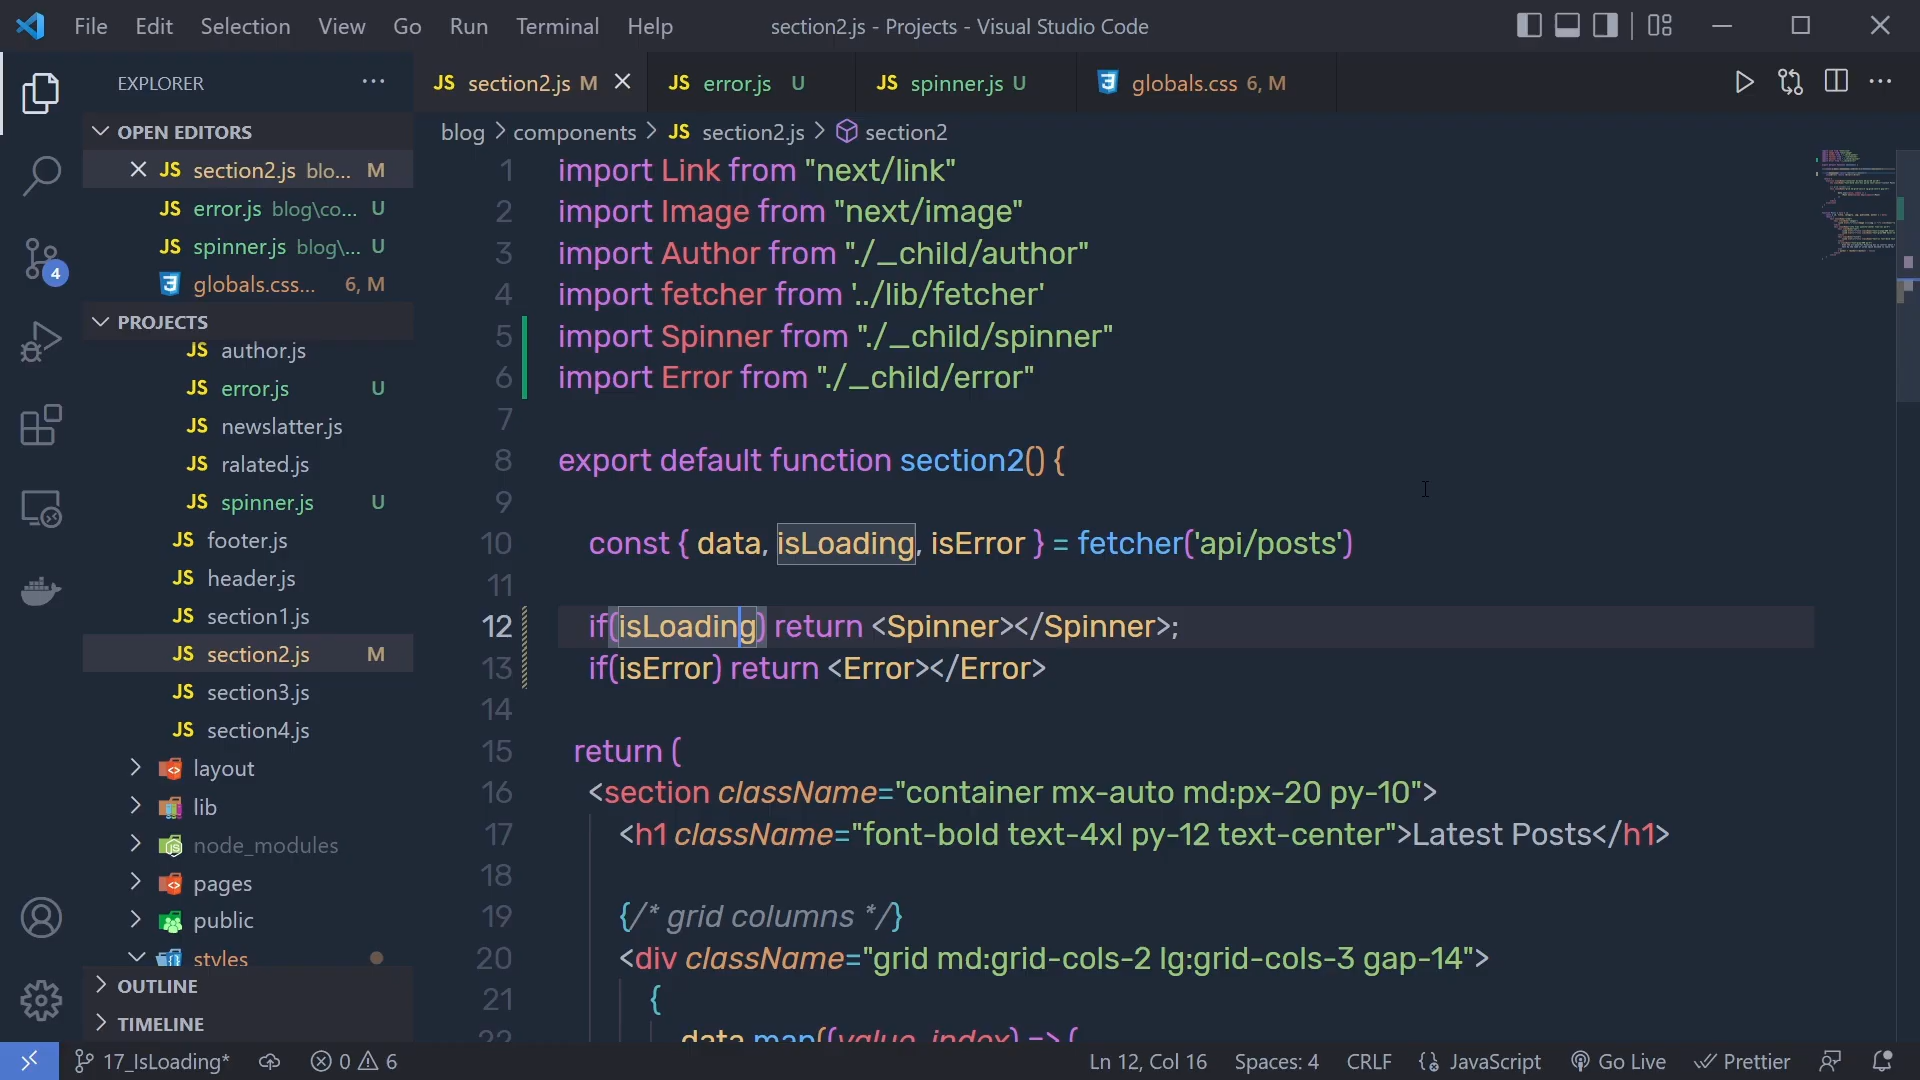 File Edit Selection View Go Run Terminal Help
section2.js - Projects - Visual Studio Code
EXPLORER
OPEN EDITORS
JS section2.js blo... M
JS error.js blog\co... U
JS spinner.js blog\... U
globals.css... 6, M
PROJECTS
JS author.js
JS error.js U
JS newslatter.js
JS ralated.js
JS spinner.js U
JS footer.js
JS header.js
JS section1.js
JS section2.js M
JS section3.js
JS section4.js
layout
lib
node_modules
pages
public
styles
OUTLINE
TIMELINE
4
JS section2.js M
JS error.js U
JS spinner.js U
globals.css 6, M
blog > components > JS section2.js > section2
1 import Link from "next/link"
2 import Image from "next/image"
3 import Author from "./_child/author"
4 import fetcher from '../lib/fetcher'
5 import Spinner from "./_child/spinner"
6 import Error from "./_child/error"
7
8 export default function section2() {
9
10 const { data, isLoading, isError } = fetcher('api/posts')
11
12 if(isLoading) return <Spinner></Spinner>;
13 if(isError) return <Error></Error>
14
15 return (
16 <section className="container mx-auto md:px-20 py-10">
17 <h1 className="font-bold text-4xl py-12 text-center">Latest Posts</h1>
18
19 {/* grid columns */}
20 <div className="grid md:grid-cols-2 lg:grid-cols-3 gap-14">
21 {
22 data.map((value, index) => {
17_IsLoading* 0 6
Ln 12, Col 16 Spaces: 4 CRLF {} JavaScript Go Live Prettier